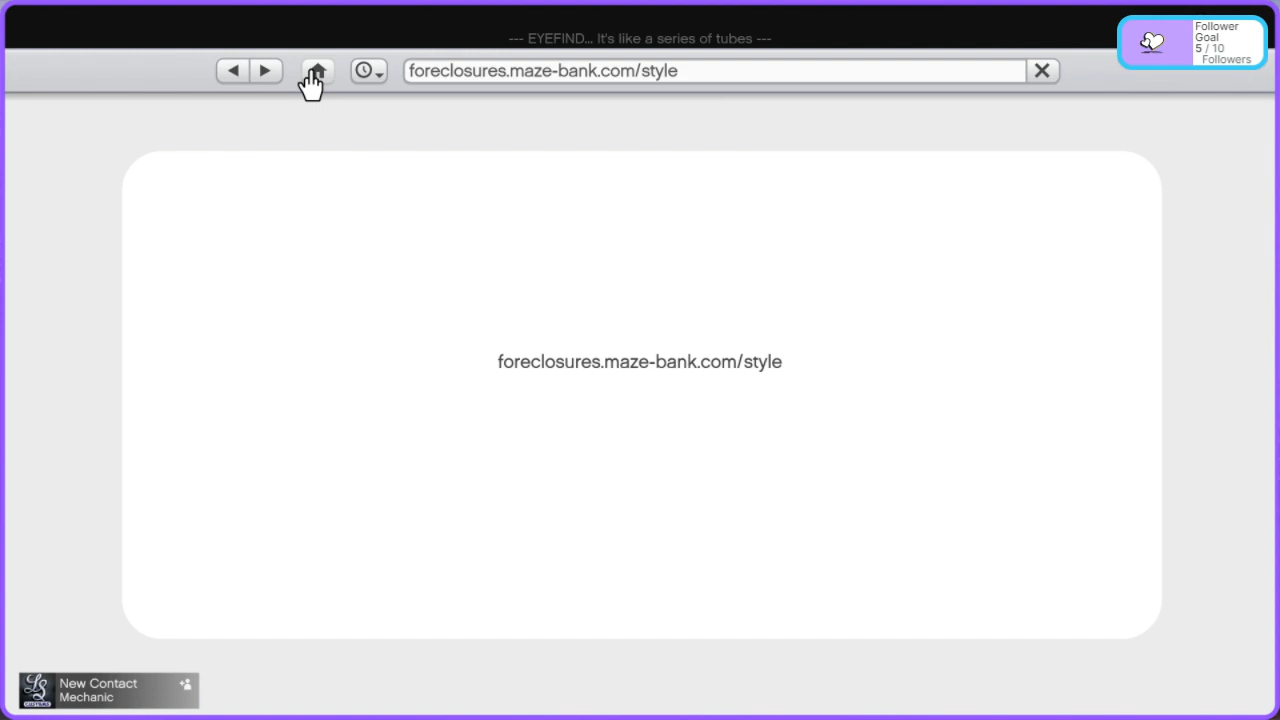 --- EYEFIND... It's like a series of tubes ---
Follower
Goal
5 / 10
Followers
foreclosures.maze-bank.com/style
foreclosures.maze-bank.com/style
New Contact
Mechanic